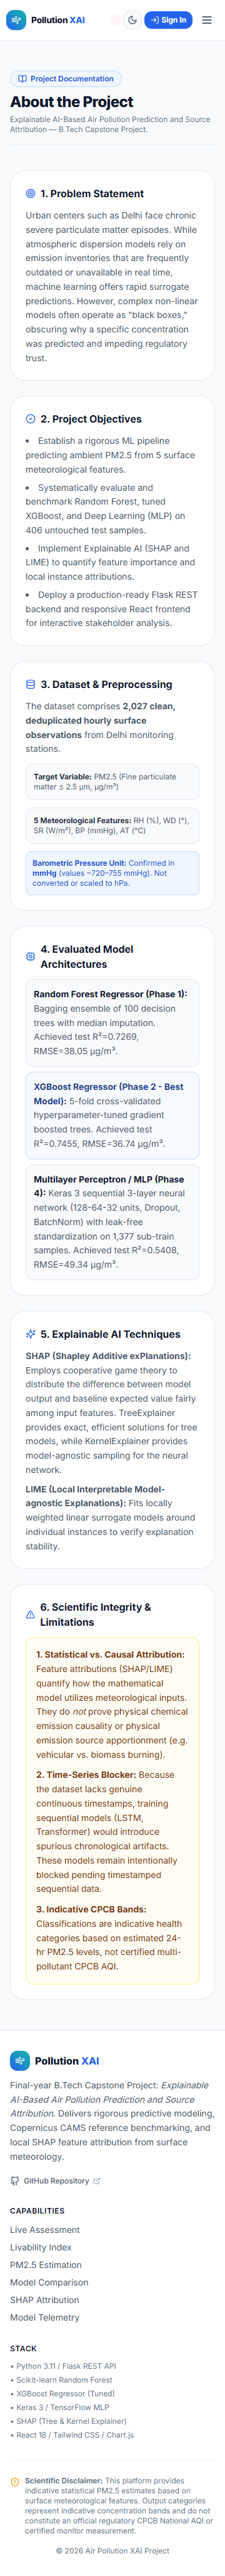 Pollution XAI
Sign In
Project Documentation
About the Project
Explainable AI-Based Air Pollution Prediction and Source
Attribution — B.Tech Capstone Project.
1. Problem Statement
Urban centers such as Delhi face chronic
severe particulate matter episodes. While
atmospheric dispersion models rely on
emission inventories that are frequently
outdated or unavailable in real time,
machine learning offers rapid surrogate
predictions. However, complex non-linear
models often operate as "black boxes,"
obscuring why a specific concentration
was predicted and impeding regulatory
trust.
2. Project Objectives
• Establish a rigorous ML pipeline
predicting ambient PM2.5 from 5 surface
meteorological features.
• Systematically evaluate and
benchmark Random Forest, tuned
XGBoost, and Deep Learning (MLP) on
406 untouched test samples.
• Implement Explainable AI (SHAP and
LIME) to quantify feature importance and
local instance attributions.
• Deploy a production-ready Flask REST
backend and responsive React frontend
for interactive stakeholder analysis.
3. Dataset & Preprocessing
The dataset comprises 2,027 clean,
deduplicated hourly surface
observations from Delhi monitoring
stations.
Target Variable: PM2.5 (Fine particulate
matter ≤ 2.5 μm, μg/m³)
5 Meteorological Features: RH (%), WD (°),
SR (W/m²), BP (mmHg), AT (°C)
Barometric Pressure Unit: Confirmed in
mmHg (values ~720–755 mmHg). Not
converted or scaled to hPa.
4. Evaluated Model
Architectures
Random Forest Regressor (Phase 1):
Bagging ensemble of 100 decision
trees with median imputation.
Achieved test R²=0.7269,
RMSE=38.05 μg/m³.
XGBoost Regressor (Phase 2 - Best
Model): 5-fold cross-validated
hyperparameter-tuned gradient
boosted trees. Achieved test
R²=0.7455, RMSE=36.74 μg/m³.
Multilayer Perceptron / MLP (Phase
4): Keras 3 sequential 3-layer neural
network (128-64-32 units, Dropout,
BatchNorm) with leak-free
standardization on 1,377 sub-train
samples. Achieved test R²=0.5408,
RMSE=49.34 μg/m³.
5. Explainable AI Techniques
SHAP (Shapley Additive exPlanations):
Employs cooperative game theory to
distribute the difference between model
output and baseline expected value fairly
among input features. TreeExplainer
provides exact, efficient solutions for tree
models, while KernelExplainer provides
model-agnostic sampling for the neural
network.
LIME (Local Interpretable Model-
agnostic Explanations): Fits locally
weighted linear surrogate models around
individual instances to verify explanation
stability.
6. Scientific Integrity &
Limitations
1. Statistical vs. Causal Attribution:
Feature attributions (SHAP/LIME)
quantify how the mathematical
model utilizes meteorological inputs.
They do not prove physical chemical
emission causality or physical
emission source apportionment (e.g.
vehicular vs. biomass burning).
2. Time-Series Blocker: Because
the dataset lacks genuine
continuous timestamps, training
sequential models (LSTM,
Transformer) would introduce
spurious chronological artifacts.
These models remain intentionally
blocked pending timestamped
sequential data.
3. Indicative CPCB Bands:
Classifications are indicative health
categories based on estimated 24-
hr PM2.5 levels, not certified multi-
pollutant CPCB AQI.
Pollution XAI
Final-year B.Tech Capstone Project: Explainable
AI-Based Air Pollution Prediction and Source
Attribution. Delivers rigorous predictive modeling,
Copernicus CAMS reference benchmarking, and
local SHAP feature attribution from surface
meteorology.
GitHub Repository
CAPABILITIES
Live Assessment
Livability Index
PM2.5 Estimation
Model Comparison
SHAP Attribution
Model Telemetry
STACK
• Python 3.11 / Flask REST API
• Scikit-learn Random Forest
• XGBoost Regressor (Tuned)
• Keras 3 / TensorFlow MLP
• SHAP (Tree & Kernel Explainer)
• React 18 / Tailwind CSS / Chart.js
Scientific Disclaimer: This platform provides
indicative statistical PM2.5 estimates based on
surface meteorological features. Output categories
represent indicative concentration bands and do not
constitute an official regulatory CPCB National AQI or
certified monitor measurement.
© 2026 Air Pollution XAI Project